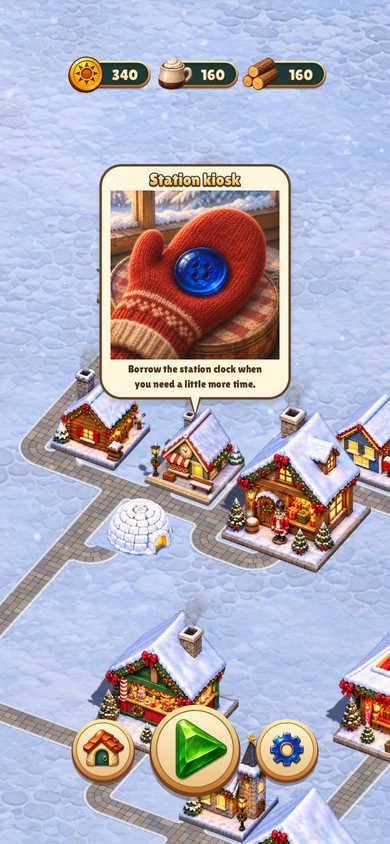 340
160
160
Station kiosk
Borrow the station clock when
you need a little more time.